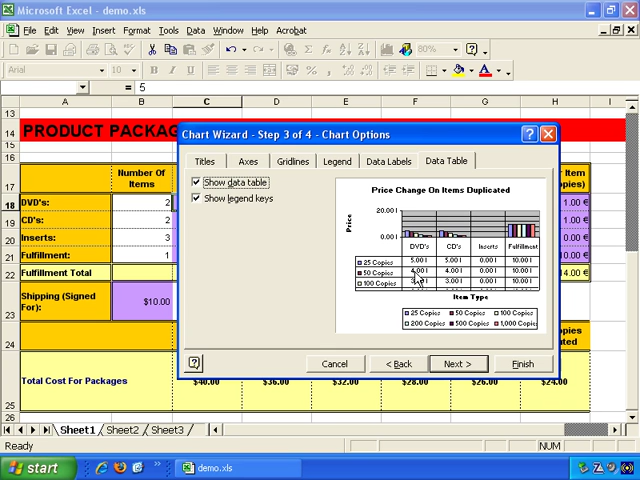 Microsoft Excel - demo.xls
File Edit View Insert Format Tools Data Window Help Acrobat
80%
Arial 10 B I U
5
A B C D E F G H I
13
14 PRODUCT PACKAG
15
16
17 Number Of Items r Item opies)
18 DVD's: 2 1.00 €
19 CD's: 2 1.00 €
20 Inserts: 3 0.00 €
21 Fulfillment: 1 10.00 €
22 Fulfillment Total 14.00 €
23 Shipping (Signed For): $10.00
24 opies ted
25 Total Cost For Packages $40.00 $36.00 $32.00 $28.00 $26.00 $24.00
26
Chart Wizard - Step 3 of 4 - Chart Options
Titles Axes Gridlines Legend Data Labels Data Table
Show data table
Show legend keys
Price Change On Items Duplicated
Price
20.001
0.001
DVD's CD's Inserts Fulfillment
25 Copies 5.001 5.001 0.001 10.001
50 Copies 4.001 4.001 0.001 10.001
100 Copies 3.001 0.001 10.001
Item Type
25 Copies 50 Copies 100 Copies
200 Copies 500 Copies 1,000 Copies
Cancel < Back Next > Finish
Sheet1 Sheet2 Sheet3
Ready NUM
start demo.xls